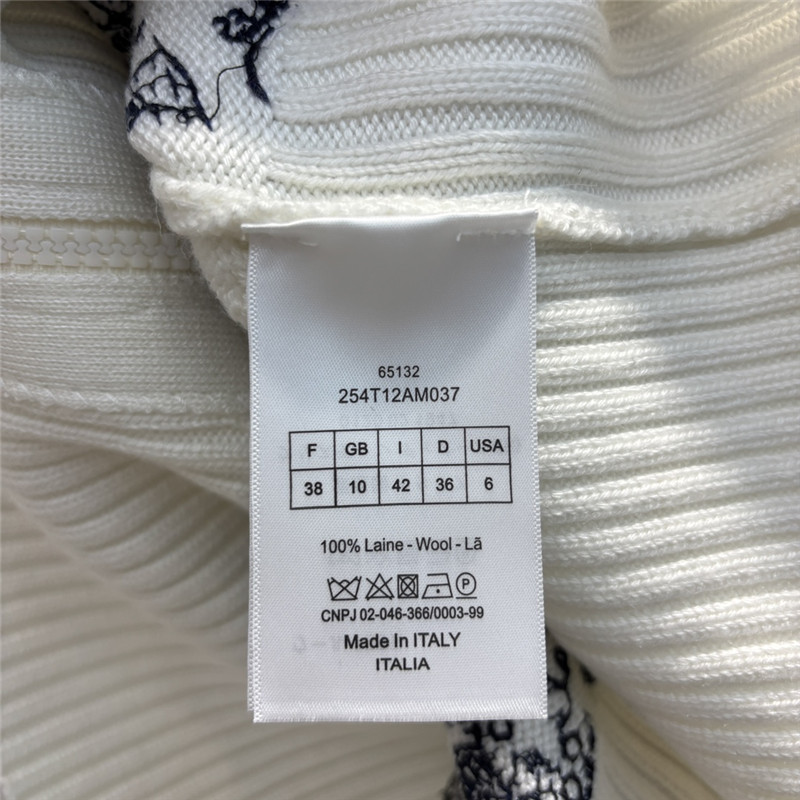 65132
254T12AM037
F GB I D USA
38 10 42 36 6
100% Laine - Wool - Lã
P
CNPJ 02-046-366/0003-99
Made In ITALY
ITALIA